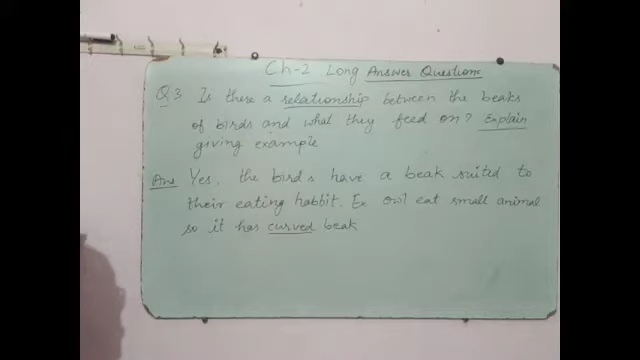 Ch-2 Long Answer Questions
Q.3 Is there a relationship between the beaks
of birds and what they feed on? Explain
giving example
Ans Yes, the birds have a beak suited to
their eating habbit. Ex owl eat small animal
so it has curved beak